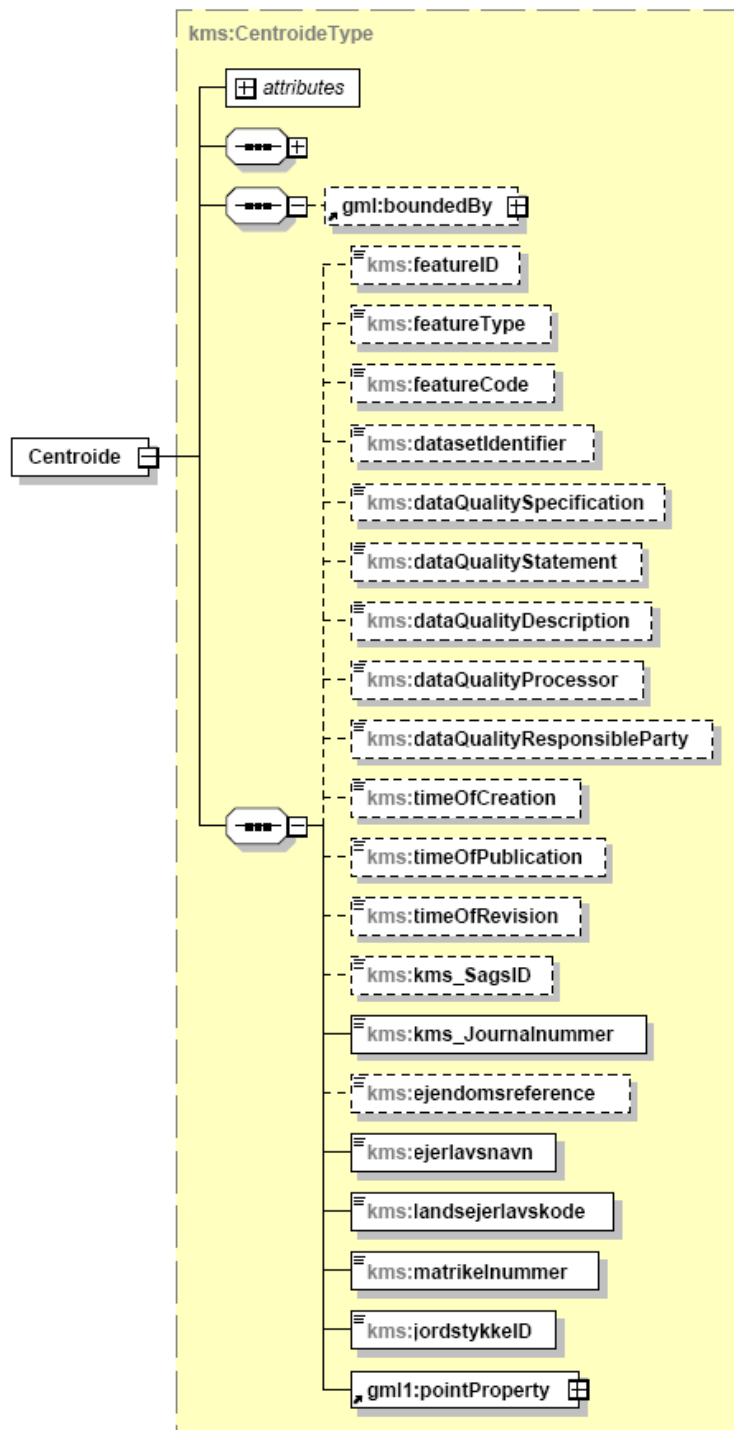 kms:CentroideType
attributes
gml:boundedBy
kms:featureID
kms:featureType
kms:featureCode
Centroide
kms:datasetIdentifier
kms:dataQualitySpecification
kms:dataQualityStatement
kms:dataQualityDescription
kms:dataQualityProcessor
kms:dataQualityResponsibleParty
kms:timeOfCreation
kms:timeOfPublication
kms:timeOfRevision
kms:kms_SagsID
kms:kms_Journalnummer
kms:ejendomsreference
kms:ejerlavsnavn
kms:landsejerlavskode
kms:matrikelnummer
kms:jordstykkeID
gml1:pointProperty